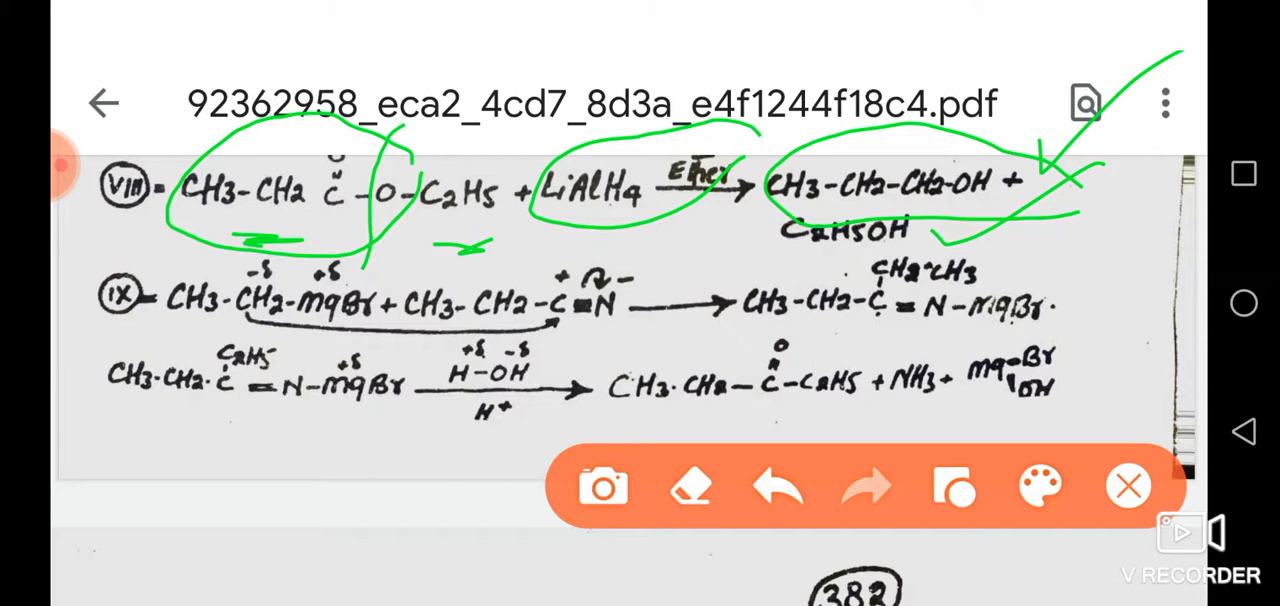 92362958_eca2_4cd7_8d3a_e4f1244f18c4.pdf
O
VIII= CH3-CH2 C-O-C2H5 + LiAlH4 Ether → CH3-CH2-CH2-OH +
C2H5OH
-δ +δ + - CH2-CH3
IX= CH3-CH2-MgBr + CH3-CH2-C≡N → CH3-CH2-C=N-MgBr.
C2H5 +δ +δ -δ O
CH3·CH2·C=N-MgBr H-OH → CH3·CH2-C-C2H5 + NH3 + Mg-Br
H+ OH
382
V RECORDER